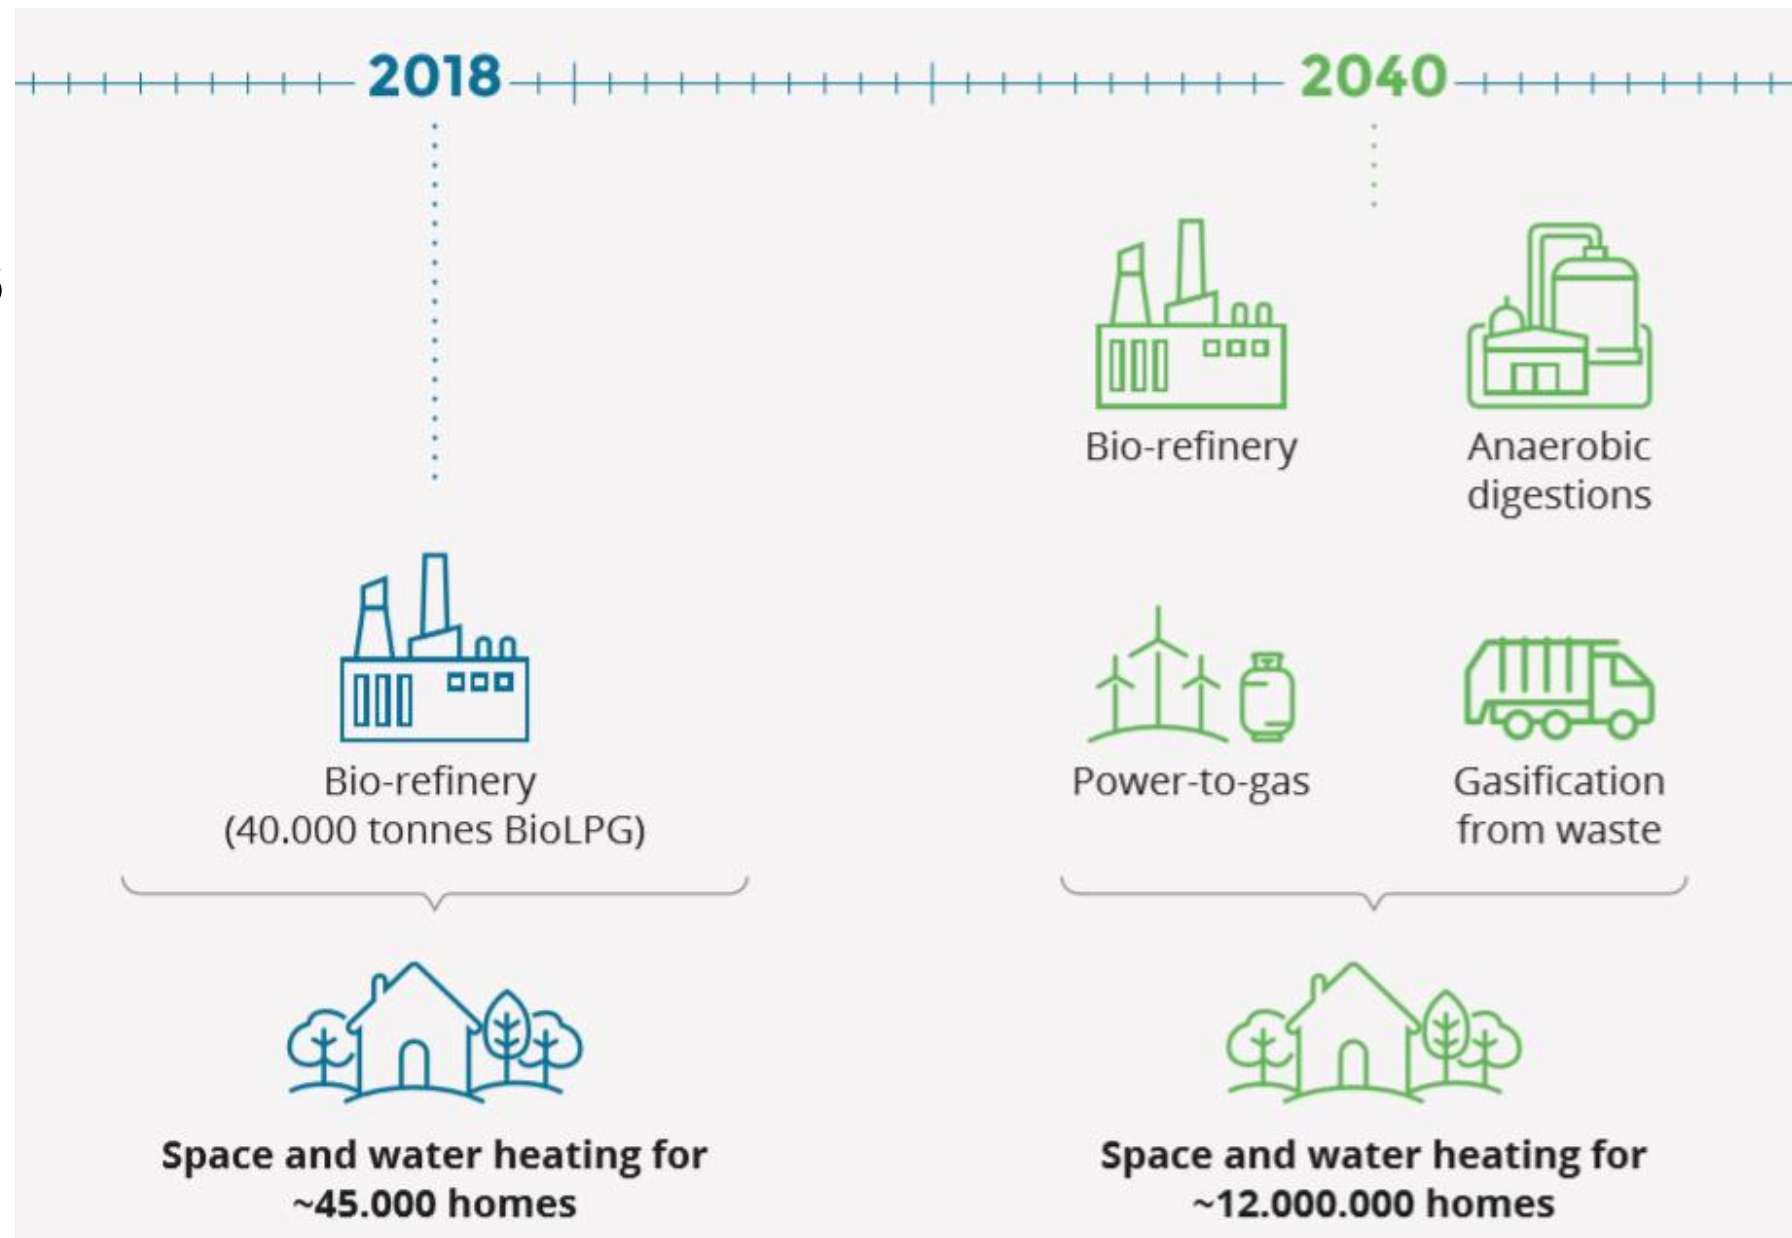 2018
2040
Bio-refinery
Anaerobic
digestions
Bio-refinery
(40.000 tonnes BioLPG)
Power-to-gas
Gasification
from waste
Space and water heating for
~45.000 homes
Space and water heating for
~12.000.000 homes